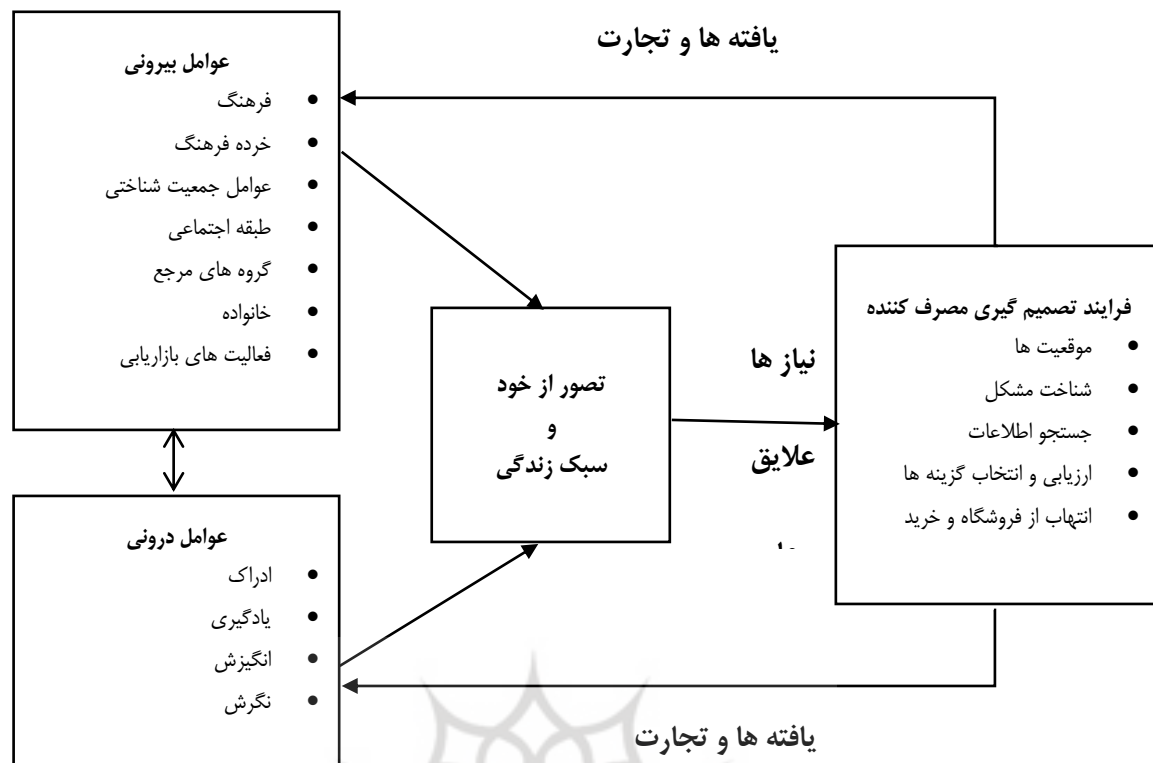 یافته ها و تجارت
عوامل بیرونی
• فرهنگ
• خرده فرهنگ
• عوامل جمعیت شناختی
• طبقه اجتماعی
• گروه های مرجع
• خانواده
• فعالیت های بازاریابی
عوامل درونی
• ادراک
• یادگیری
• انگیزش
• نگرش
تصور از خود
و
سبک زندگی
نیاز ها
علایق
فرایند تصمیم گیری مصرف کننده
• موقعیت ها
• شناخت مشکل
• جستجو اطلاعات
• ارزیابی و انتخاب گزینه ها
• انتهاب از فروشگاه و خرید
یافته ها و تجارت